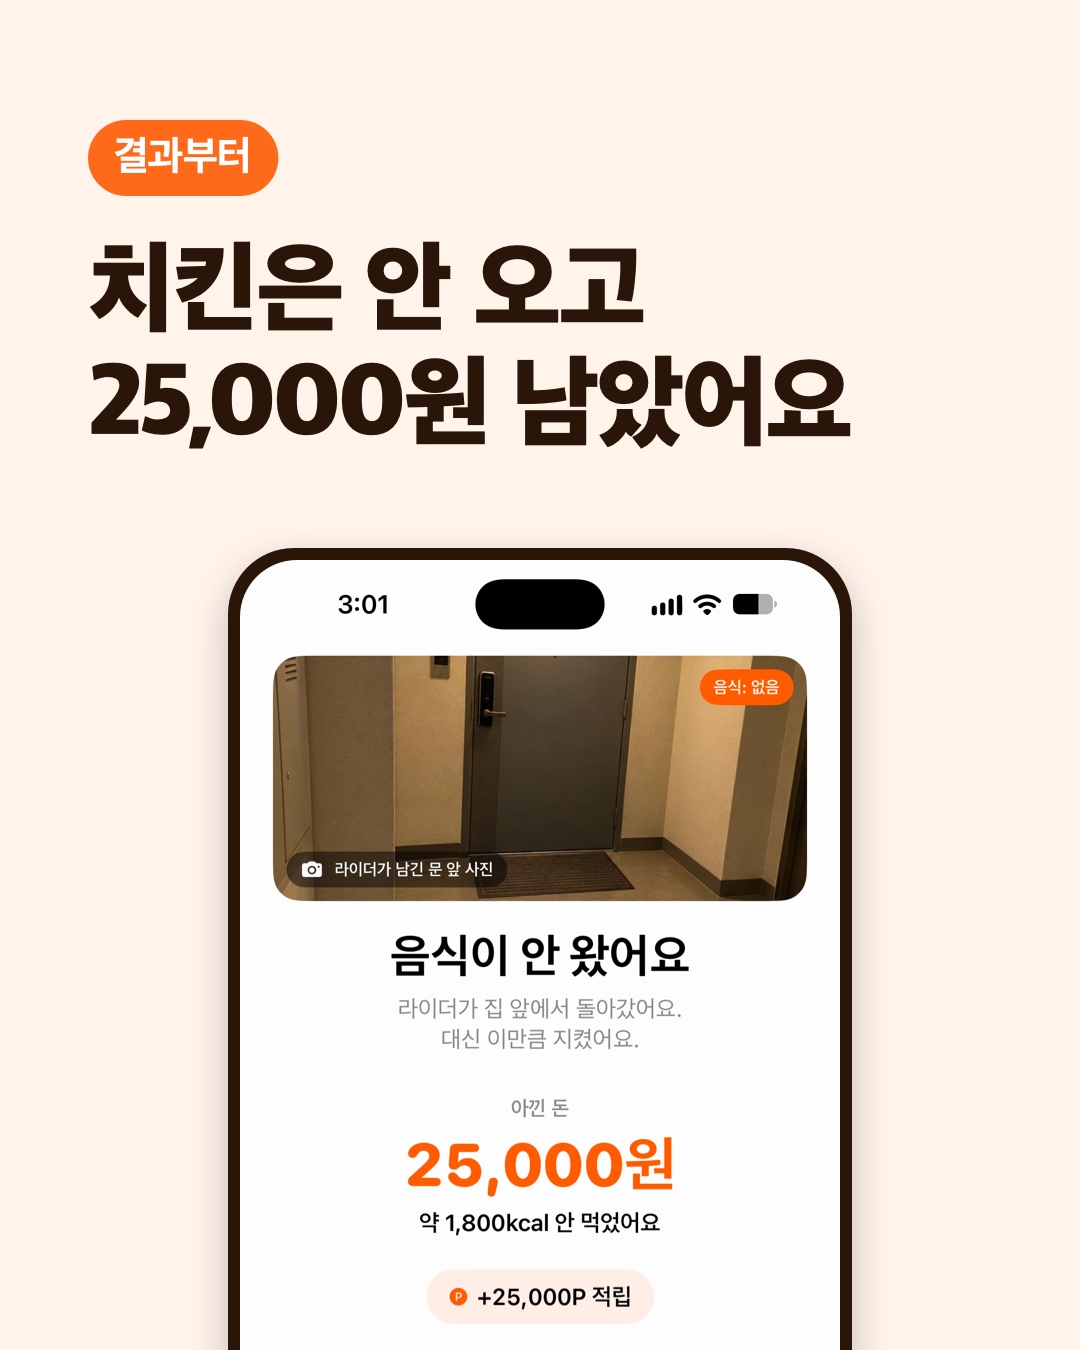 결과부터
치킨은 안 오고
25,000원 남았어요
3:01
음식: 없음
라이더가 남긴 문 앞 사진
음식이 안 왔어요
라이더가 집 앞에서 돌아갔어요.
대신 이만큼 지켰어요.
아낀 돈
25,000원
약 1,800kcal 안 먹었어요
P +25,000P 적립